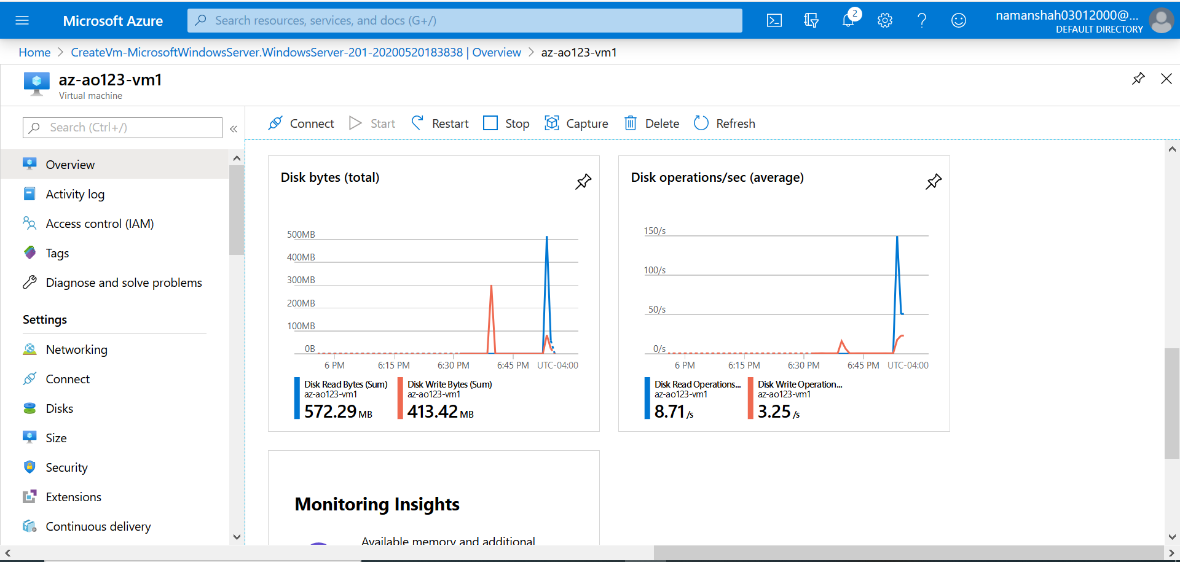 Microsoft Azure
Search resources, services, and docs (G+/)
2
namanshah03012000@...
DEFAULT DIRECTORY
Home > CreateVm-MicrosoftWindowsServer.WindowsServer-201-20200520183838 | Overview > az-ao123-vm1
az-ao123-vm1
Virtual machine
Search (Ctrl+/)
«
Connect
Start
Restart
Stop
Capture
Delete
Refresh
Overview
Activity log
Access control (IAM)
Tags
Diagnose and solve problems
Settings
Networking
Connect
Disks
Size
Security
Extensions
Continuous delivery
Disk bytes (total)
500MB
400MB
300MB
200MB
100MB
0B
6 PM 6:15 PM 6:30 PM 6:45 PM UTC-04:00
Disk Read Bytes (Sum)
az-ao123-vm1
572.29 MB
Disk Write Bytes (Sum)
az-ao123-vm1
413.42 MB
Disk operations/sec (average)
150/s
100/s
50/s
0/s
6 PM 6:15 PM 6:30 PM 6:45 PM UTC-04:00
Disk Read Operations...
az-ao123-vm1
8.71 /s
Disk Write Operation...
az-ao123-vm1
3.25 /s
Monitoring Insights
Available memory and additional